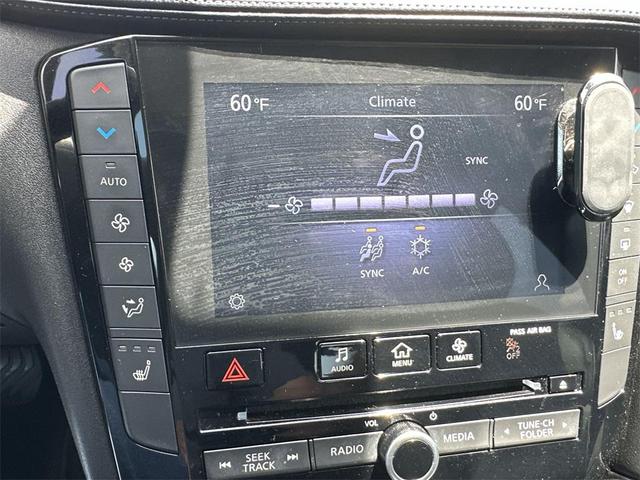 60°F Climate 60°F
SYNC
AUTO
SYNC A/C
ON
OFF
PASS AIR BAG
OFF
AUDIO MENU CLIMATE
VOL
SEEK
TRACK
RADIO
MEDIA
TUNE-CH
FOLDER